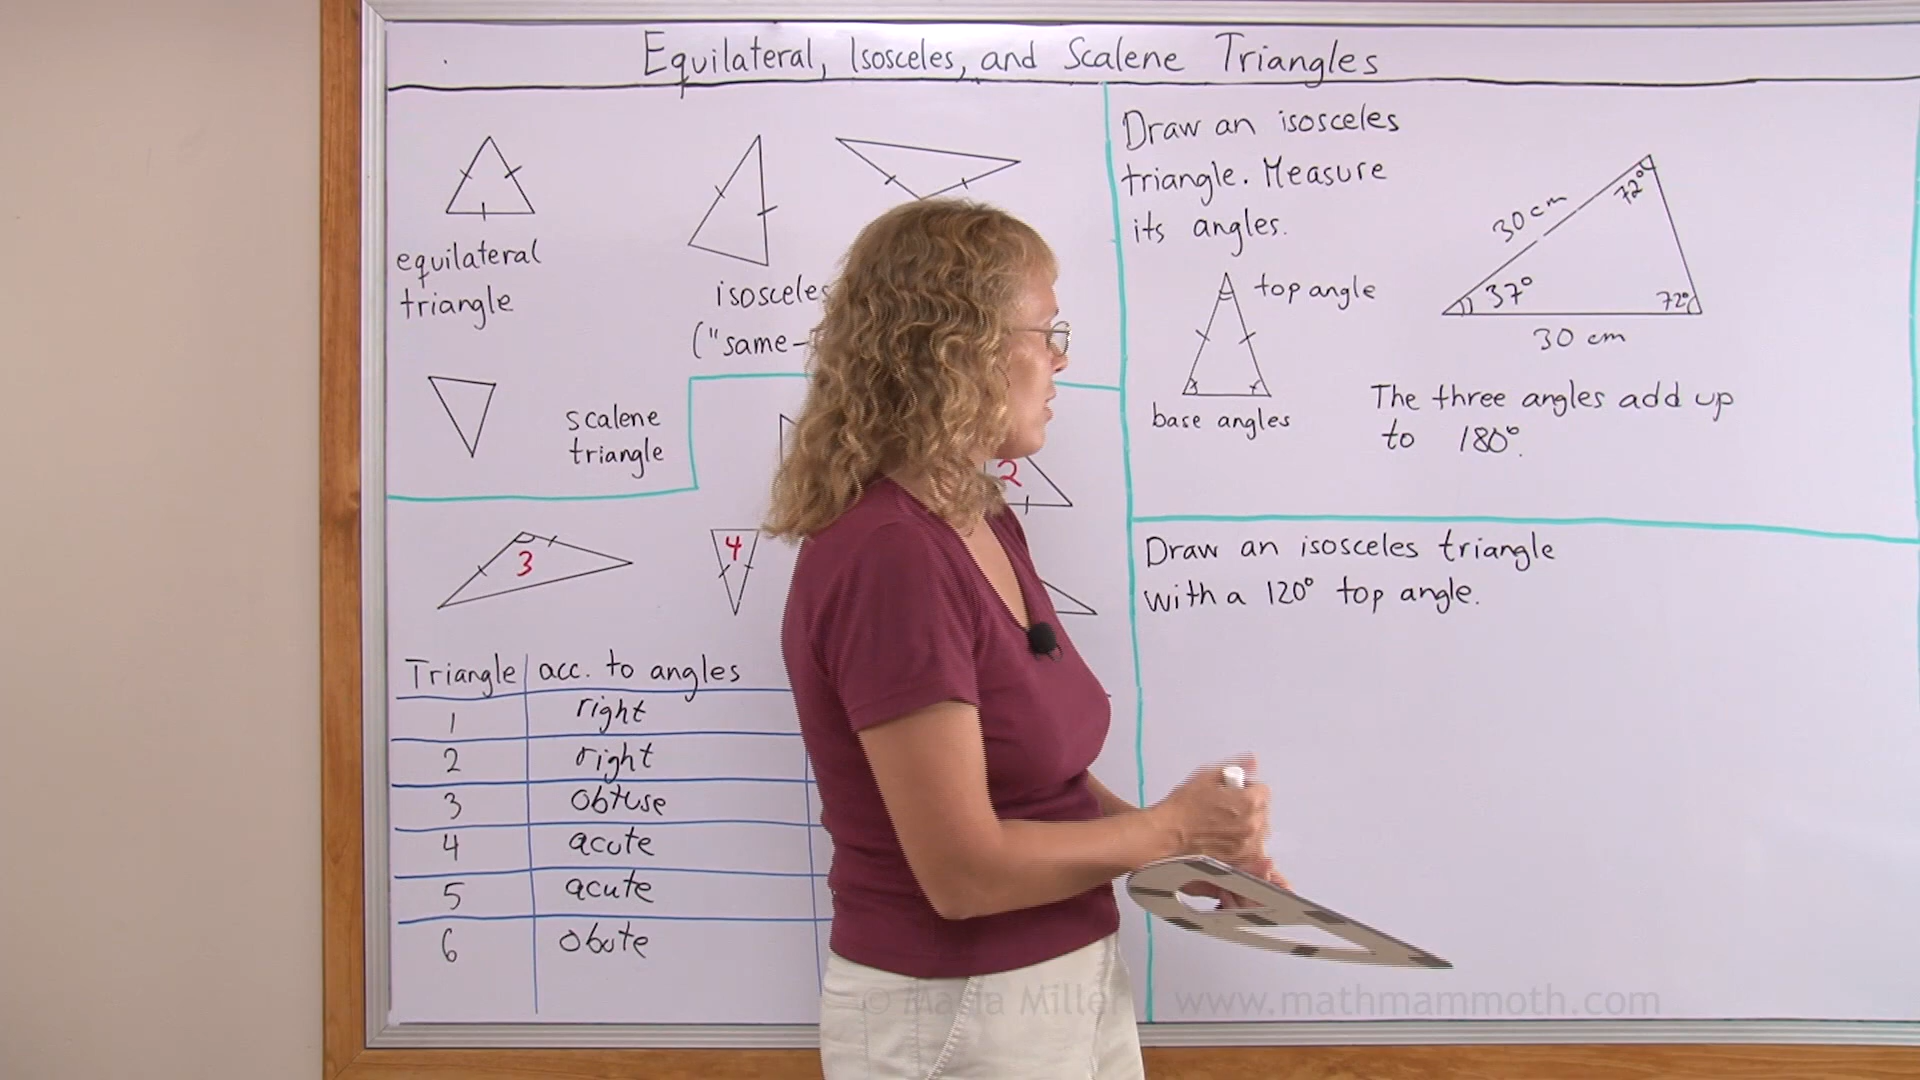 Equilateral, Isosceles, and Scalene Triangles
equilateral
triangle
isosceles
("same-
scalene
triangle
2
3
4
Triangle acc. to angles
1 right
2 right
3 obtuse
4 acute
5 acute
6 obute
Draw an isosceles
triangle. Measure
its angles.
top angle
base angles
30 cm
72°
37°
72°
30 cm
The three angles add up
to 180°.
Draw an isosceles triangle
with a 120° top angle.
© Maria Miller www.mathmammoth.com